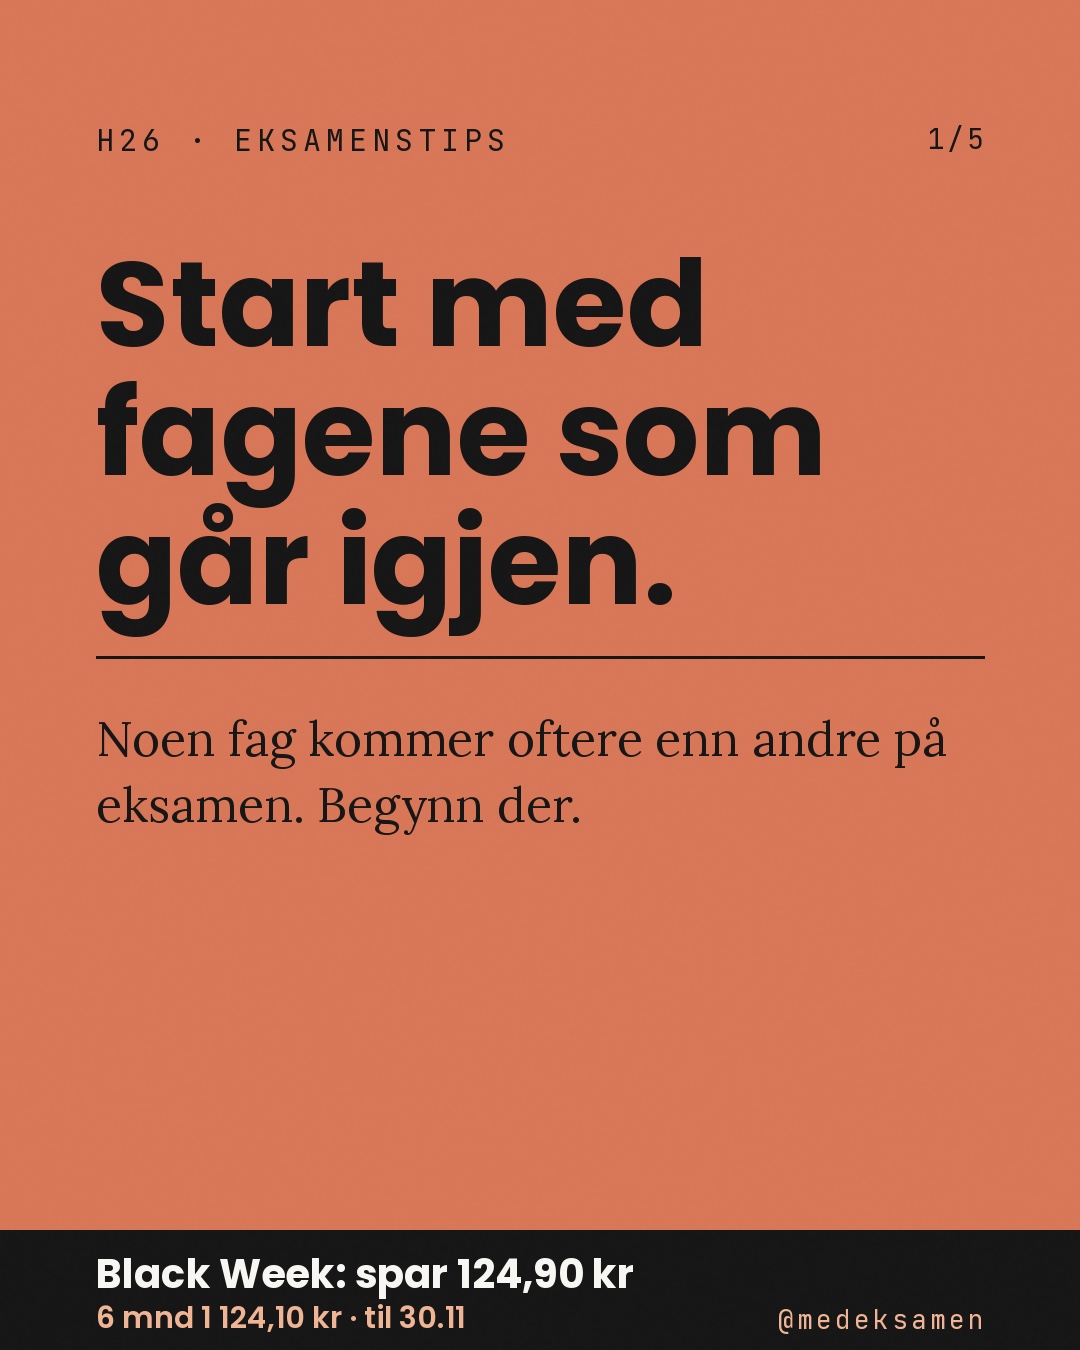 H26 · EKSAMENSTIPS
1/5
Start med
fagene som
går igjen.
Noen fag kommer oftere enn andre på
eksamen. Begynn der.
Black Week: spar 124,90 kr
6 mnd 1 124,10 kr · til 30.11
@medeksamen